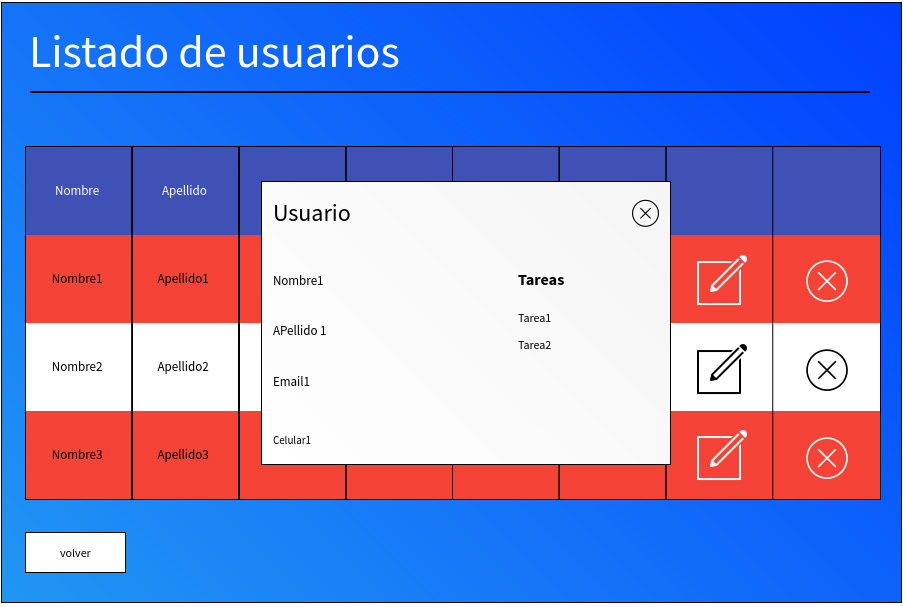 Listado de usuarios
Nombre Apellido
Usuario
Nombre1 Apellido1
Nombre1
APellido 1
Email1
Celular1
Tareas
Tarea1
Tarea2
Nombre2 Apellido2
Nombre3 Apellido3
volver